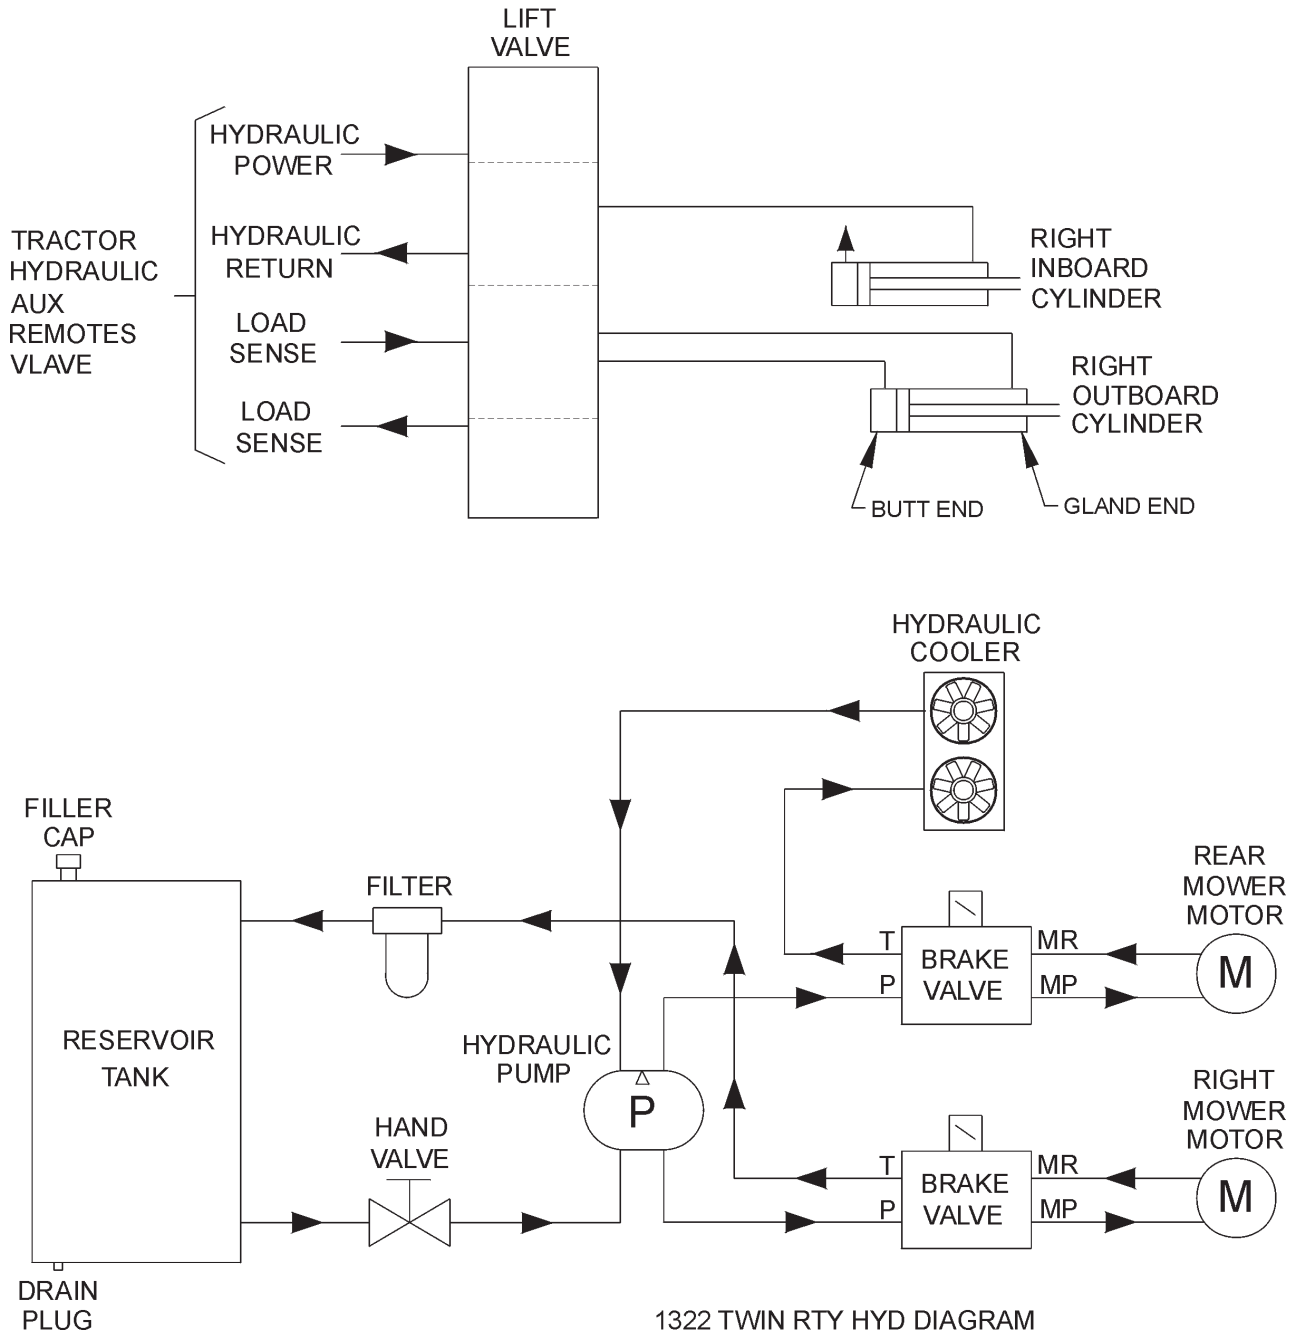 LIFT
VALVE
HYDRAULIC
POWER
TRACTOR
HYDRAULIC
AUX
REMOTES
VLAVE
HYDRAULIC
RETURN
LOAD
SENSE
LOAD
SENSE
RIGHT
INBOARD
CYLINDER
RIGHT
OUTBOARD
CYLINDER
BUTT END
GLAND END
HYDRAULIC
COOLER
FILLER
CAP
FILTER
REAR
MOWER
MOTOR
T
P
BRAKE
VALVE
MR
MP
M
RESERVOIR
TANK
HYDRAULIC
PUMP
P
HAND
VALVE
RIGHT
MOWER
MOTOR
T
P
BRAKE
VALVE
MR
MP
M
DRAIN
PLUG
1322 TWIN RTY HYD DIAGRAM